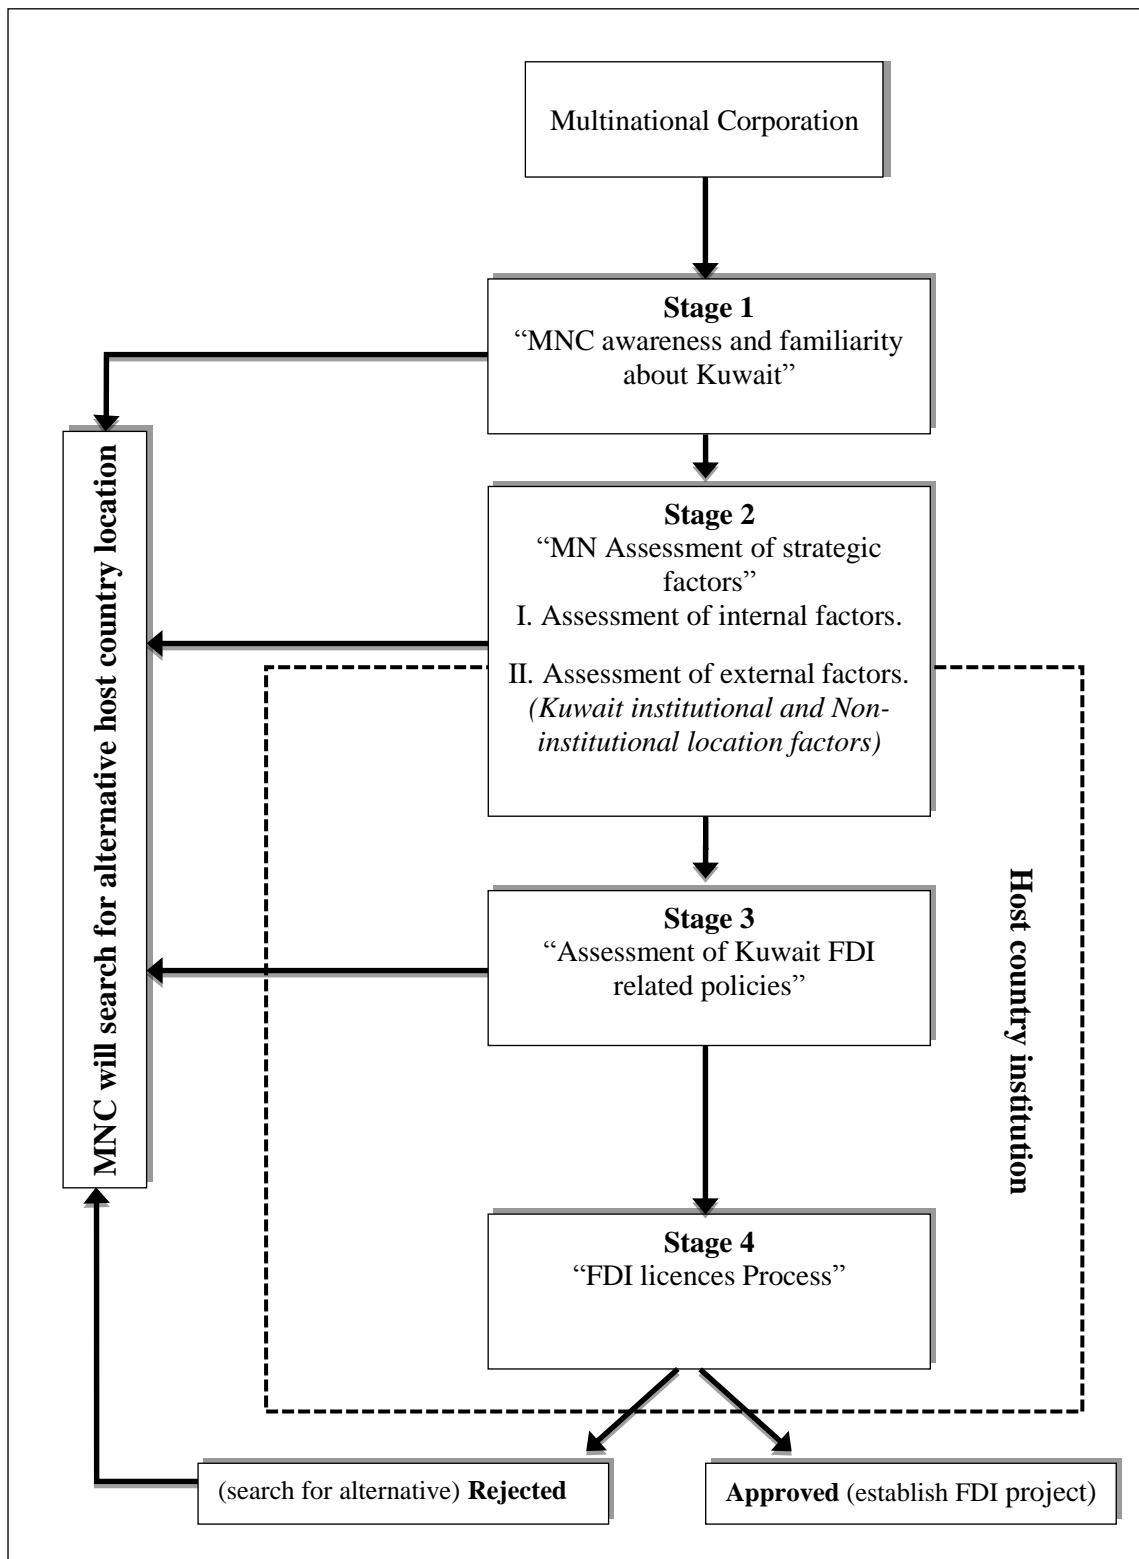 Multinational Corporation
Stage 1
“MNC awareness and familiarity
about Kuwait”
MNC will search for alternative host country location
Stage 2
“MN Assessment of strategic
factors”
I. Assessment of internal factors.
II. Assessment of external factors.
(Kuwait institutional and Non-
institutional location factors)
Host country institution
Stage 3
“Assessment of Kuwait FDI
related policies”
Stage 4
“FDI licences Process”
(search for alternative) Rejected
Approved (establish FDI project)